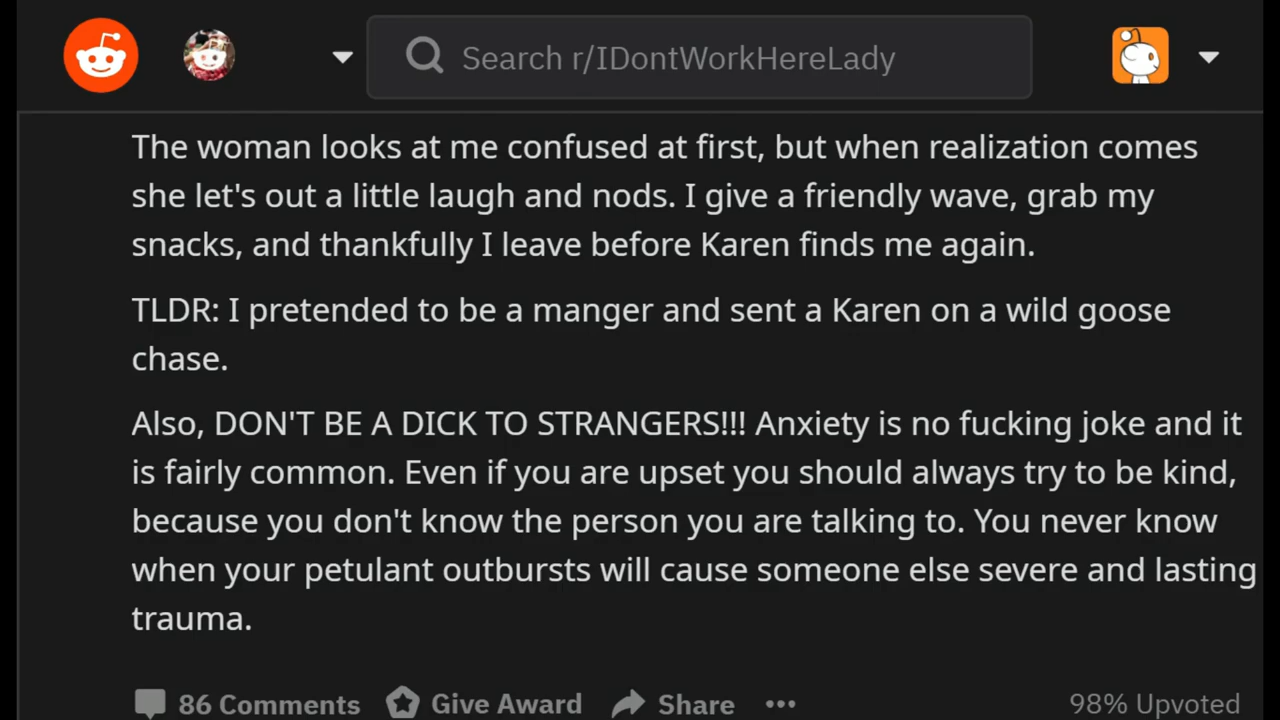 Search r/IDontWorkHereLady
The woman looks at me confused at first, but when realization comes
she let's out a little laugh and nods. I give a friendly wave, grab my
snacks, and thankfully I leave before Karen finds me again.
TLDR: I pretended to be a manger and sent a Karen on a wild goose
chase.
Also, DON'T BE A DICK TO STRANGERS!!! Anxiety is no fucking joke and it
is fairly common. Even if you are upset you should always try to be kind,
because you don't know the person you are talking to. You never know
when your petulant outbursts will cause someone else severe and lasting
trauma.
86 Comments Give Award Share ••• 98% Upvoted